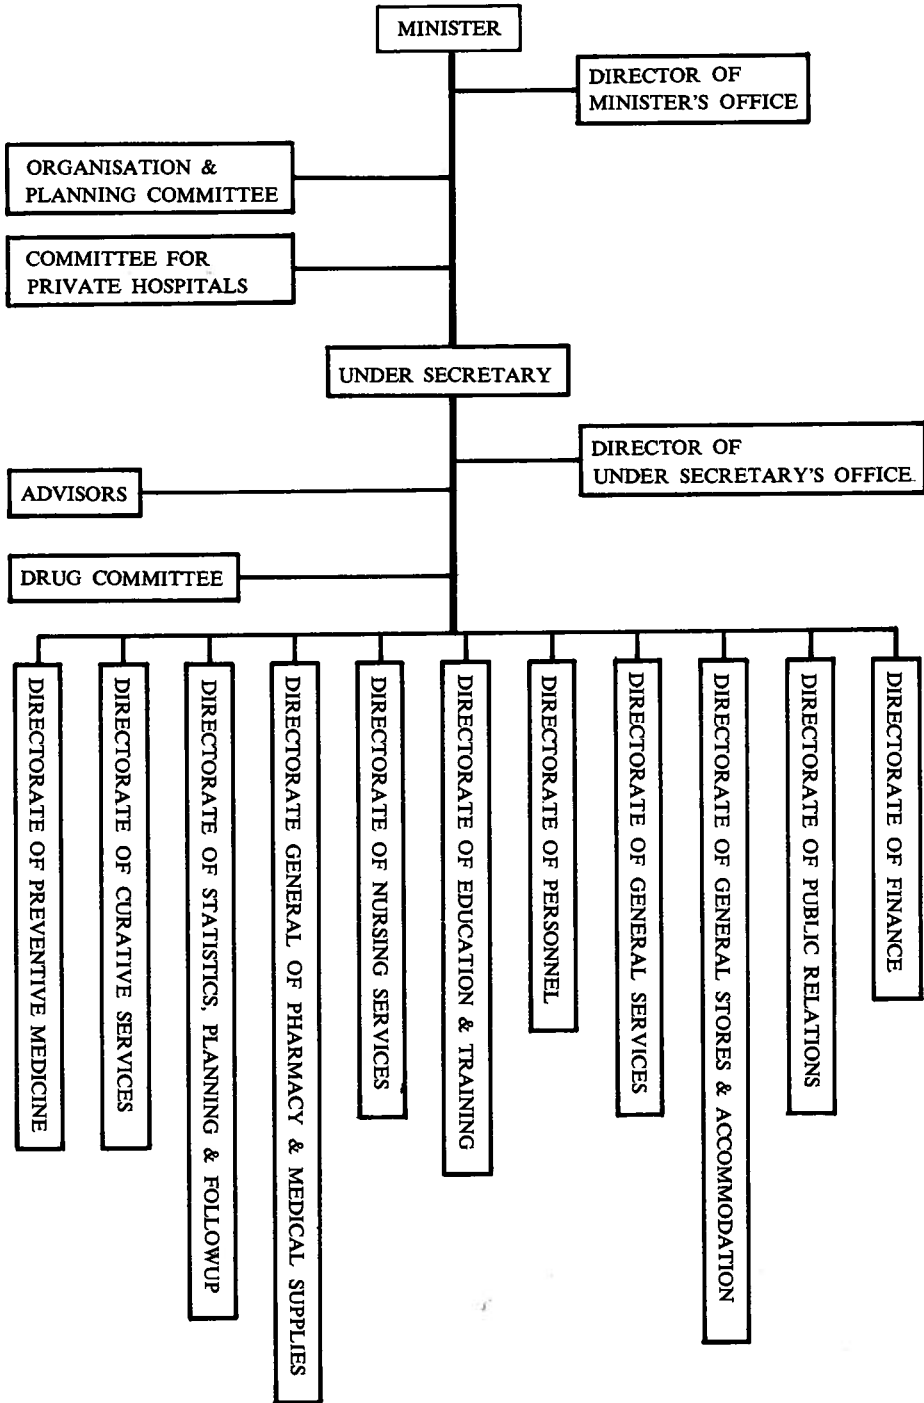 MINISTER
DIRECTOR OF
MINISTER'S OFFICE
ORGANISATION &
PLANNING COMMITTEE
COMMITTEE FOR
PRIVATE HOSPITALS
UNDER SECRETARY
DIRECTOR OF
UNDER SECRETARY'S OFFICE.
ADVISORS
DRUG COMMITTEE
DIRECTORATE OF PREVENTIVE MEDICINE
DIRECTORATE OF CURATIVE SERVICES
DIRECTORATE OF STATISTICS, PLANNING & FOLLOWUP
DIRECTORATE GENERAL OF PHARMACY & MEDICAL SUPPLIES
DIRECTORATE OF NURSING SERVICES
DIRECTORATE OF EDUCATION & TRAINING
DIRECTORATE OF PERSONNEL
DIRECTORATE OF GENERAL SERVICES
DIRECTORATE OF GENERAL STORES & ACCOMMODATION
DIRECTORATE OF PUBLIC RELATIONS
DIRECTORATE OF FINANCE